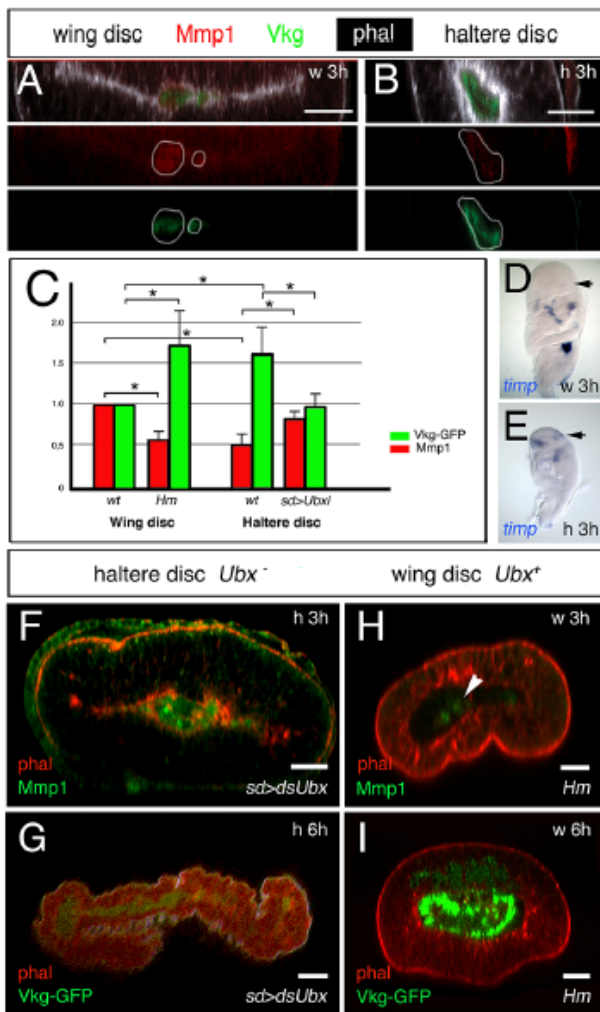 wing disc Mmp1 Vkg phal haltere disc
A w 3h
B h 3h
C
2.0
1.5
1.0
0.5
0
* * * * * *
Vkg-GFP
Mmp1
wt Hm wt sd>UbxI
Wing disc Haltere disc
D
timp w 3h
E
timp h 3h
haltere disc Ubx - wing disc Ubx+
F h 3h
phal
Mmp1 sd>dsUbx
H w 3h
phal
Mmp1 Hm
G h 6h
phal
Vkg-GFP sd>dsUbx
I w 6h
phal
Vkg-GFP Hm